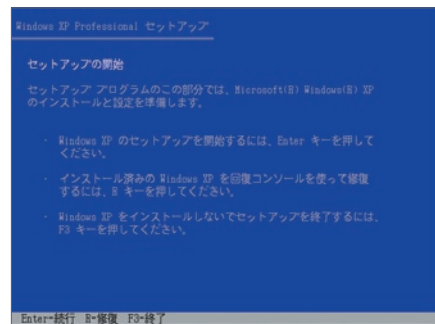 Windows XP Professional セットアップ
セットアップの開始
セットアップ プログラムのこの部分では、Microsoft(R) Windows(R) XP
のインストールと設定を準備します。
・ Windows XP のセットアップを開始するには、Enter キーを押して
ください。
・ インストール済みの Windows XP を回復コンソールを使って修復
するには、R キーを押してください。
・ Windows XP をインストールしないでセットアップを終了するには、
F3 キーを押してください。
Enter=続行 R=修復 F3=終了